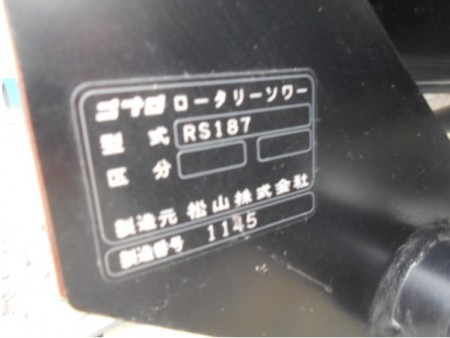 ニプロ ロータリーソワー
型式 RS187
区分
製造元 松山株式会社
製造番号 1145